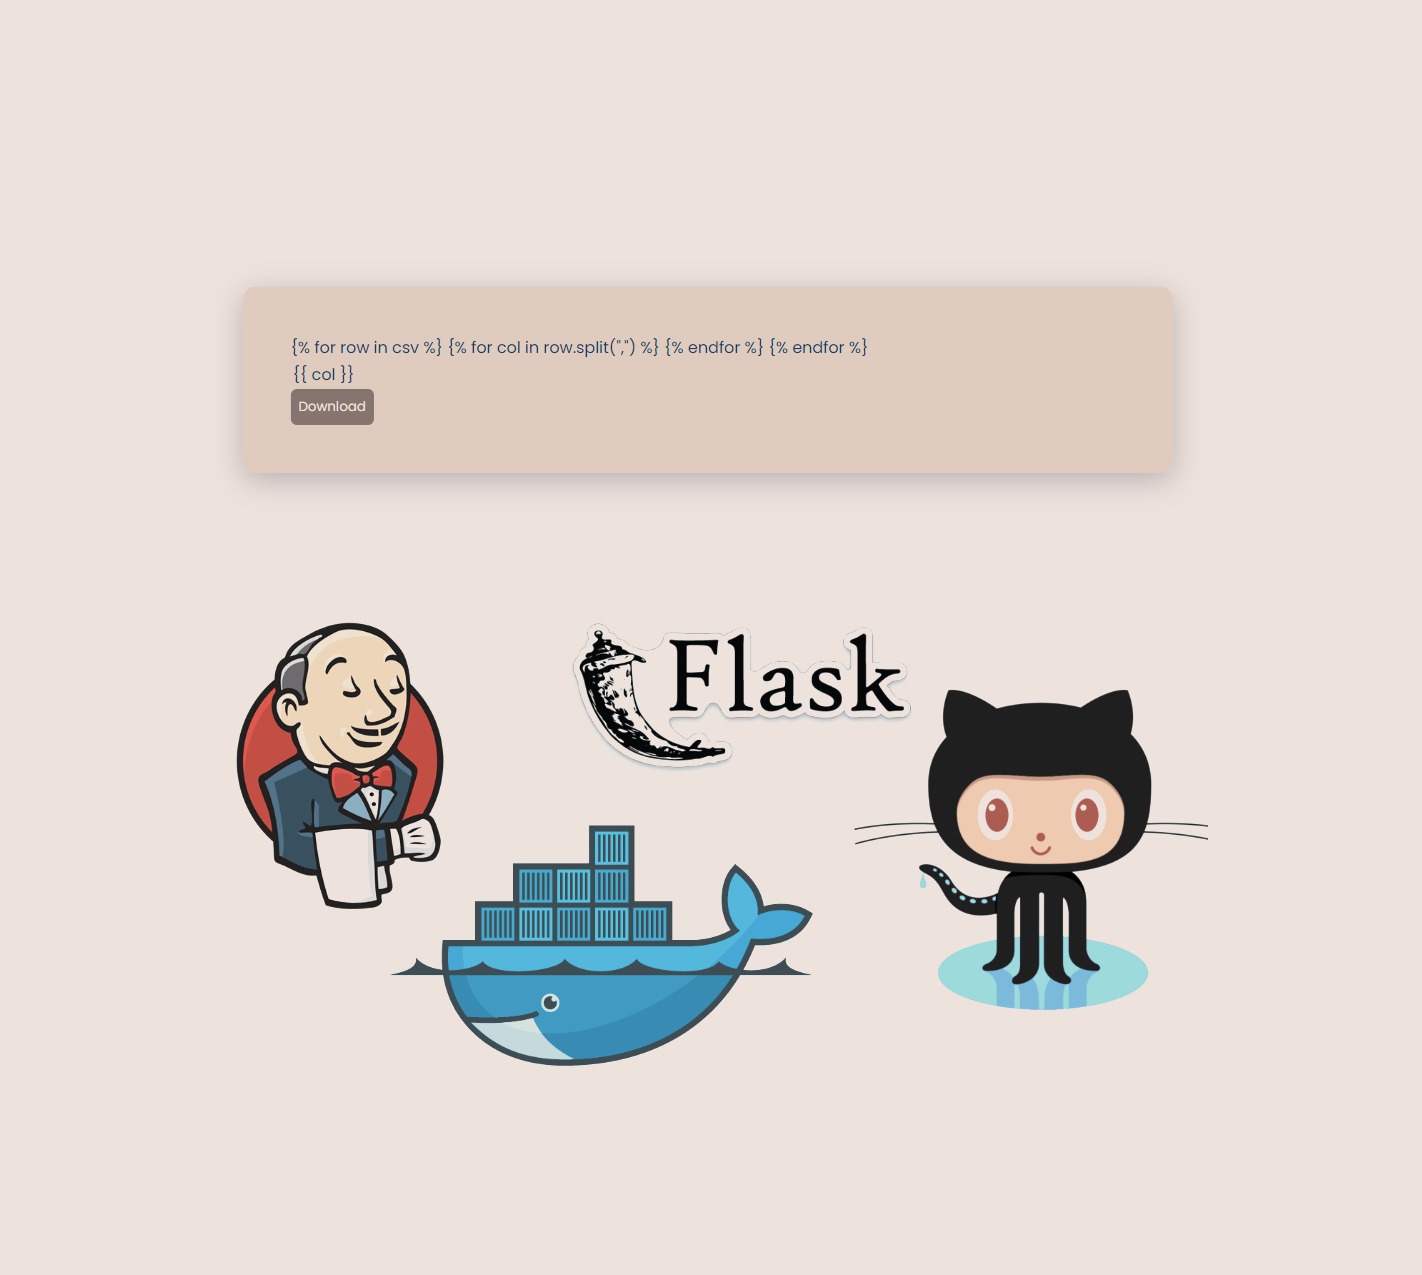 {% for row in csv %} {% for col in row.split(",") %} {% endfor %} {% endfor %}
{{ col }}
Download
Flask